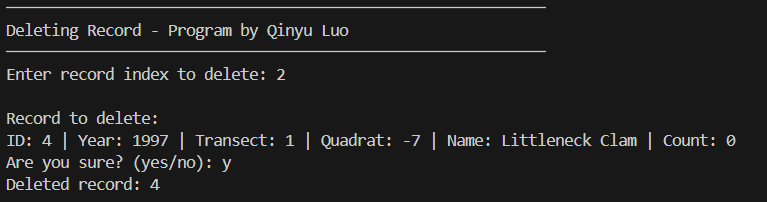 Deleting Record - Program by Qinyu Luo
Enter record index to delete: 2
Record to delete:
ID: 4 | Year: 1997 | Transect: 1 | Quadrat: -7 | Name: Littleneck Clam | Count: 0
Are you sure? (yes/no): y
Deleted record: 4